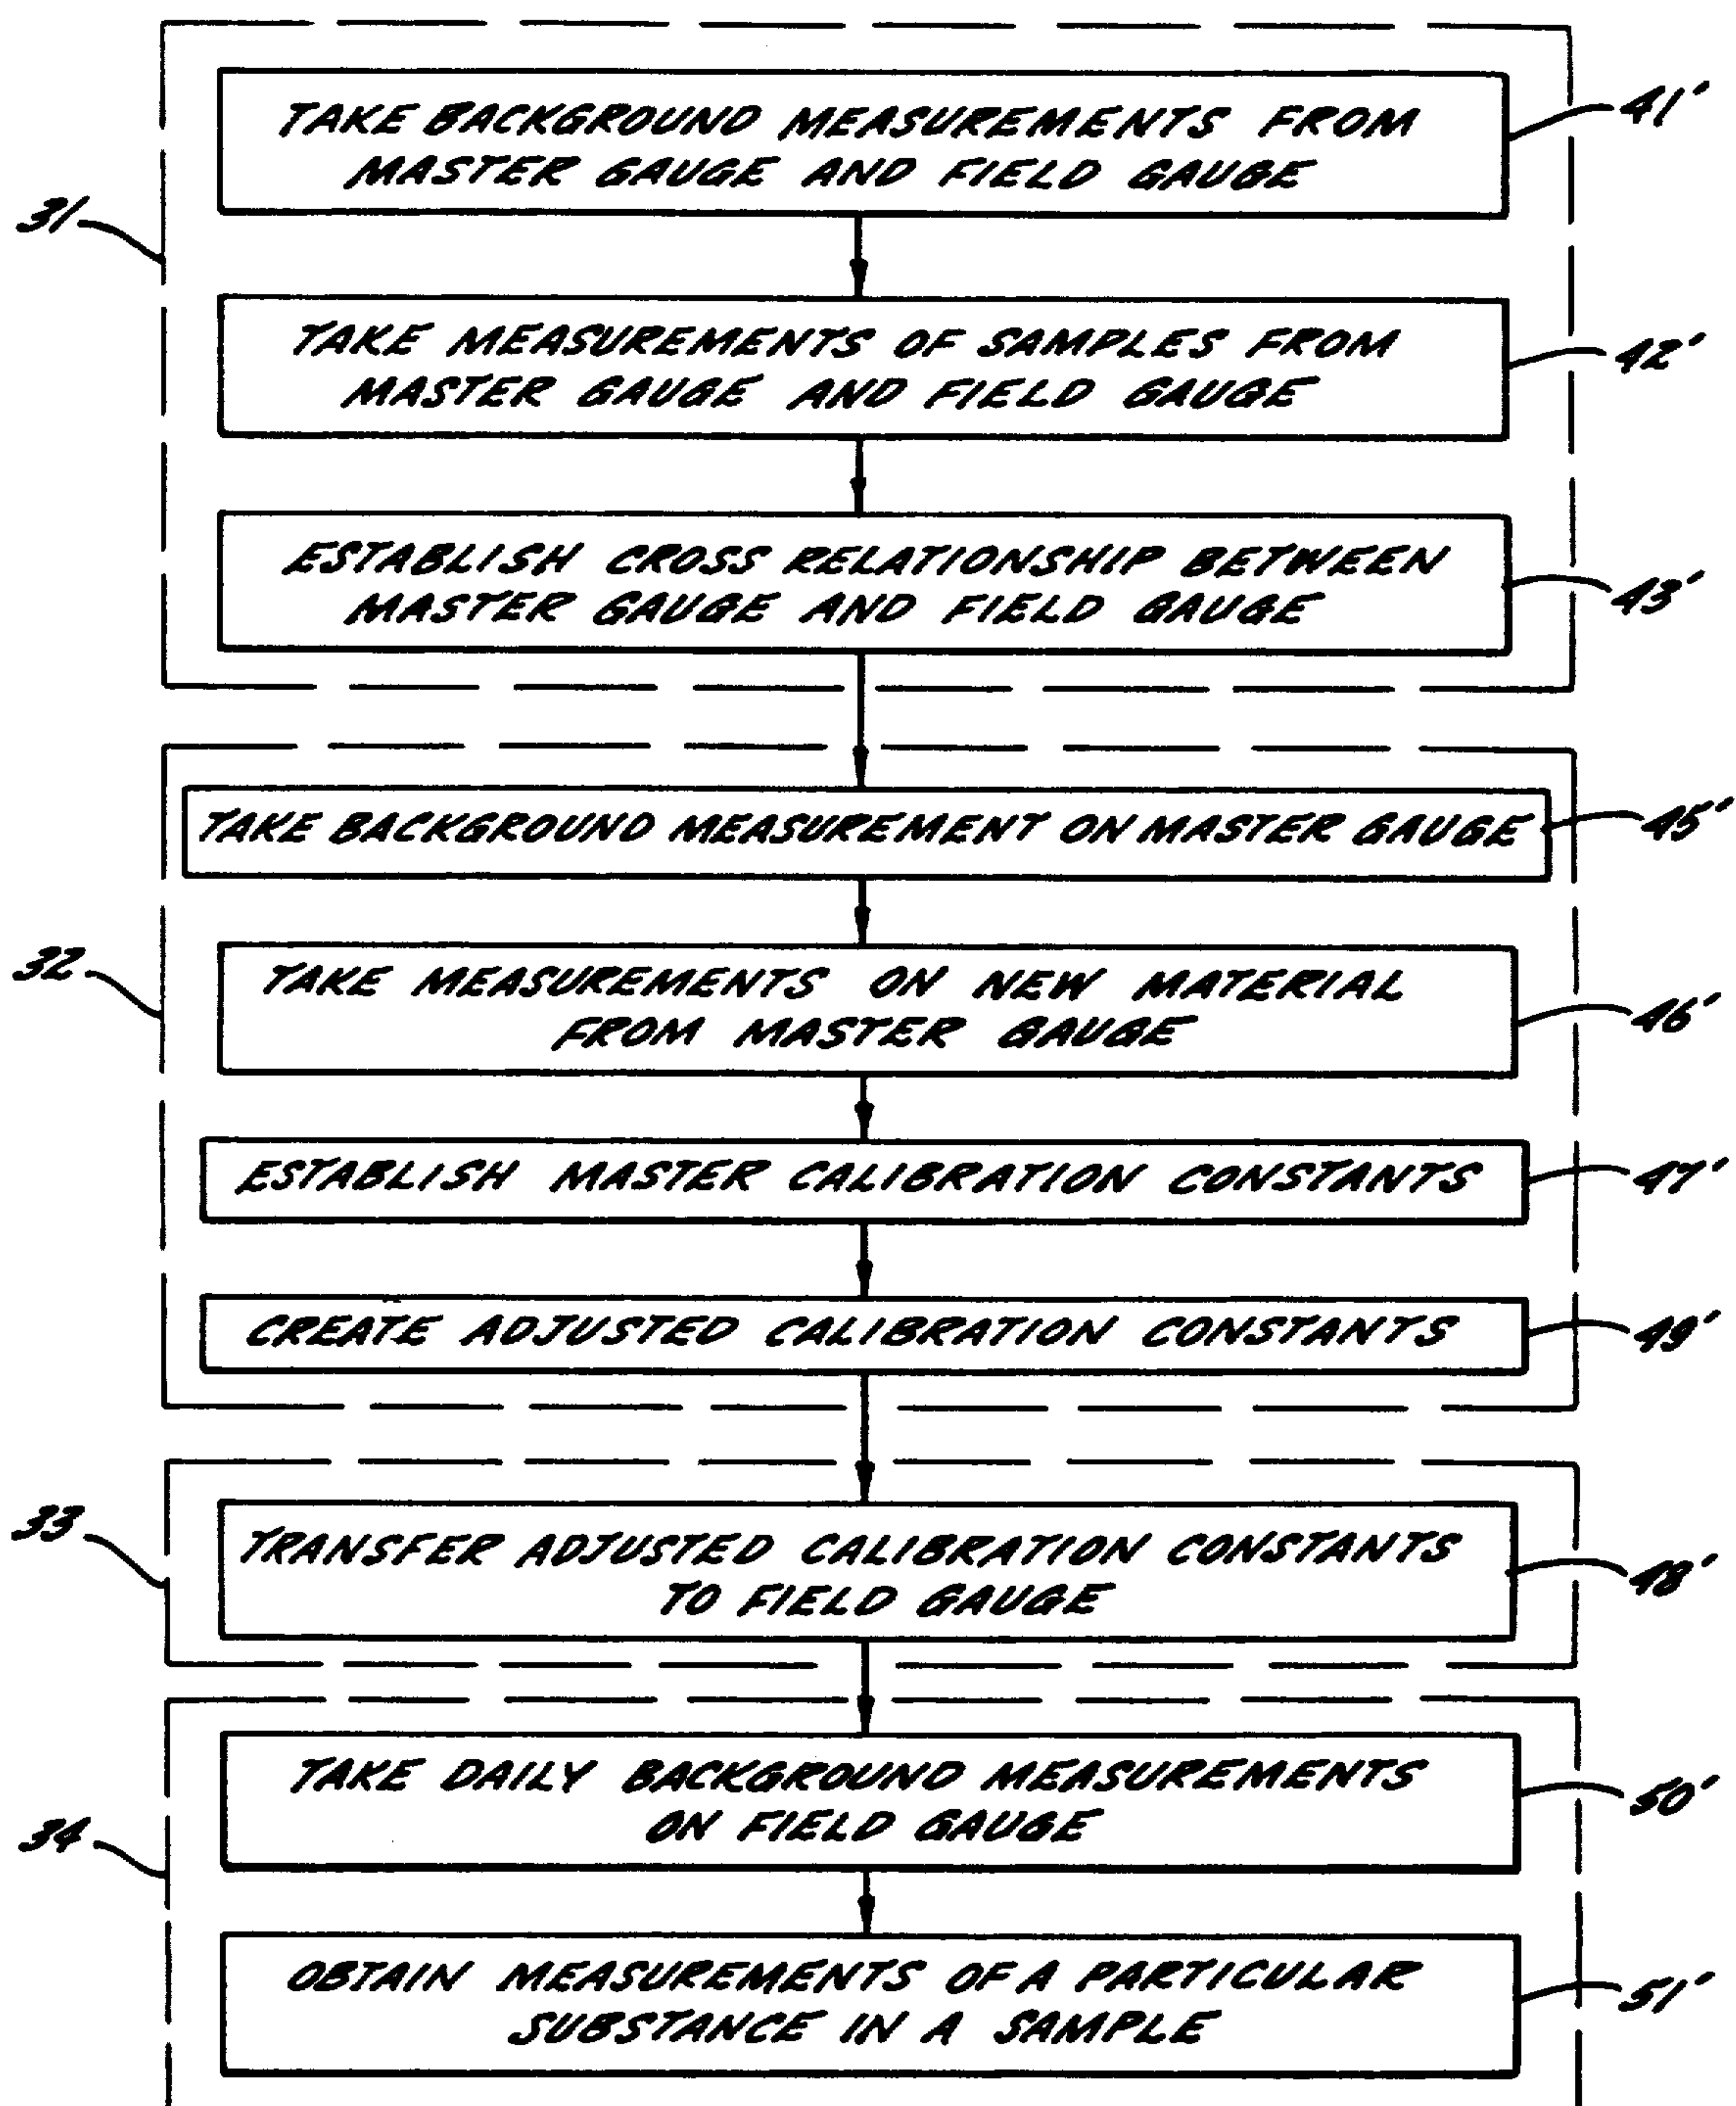 TAKE BACKGROUND MEASUREMENTS FROM
MASTER GAUGE AND FIELD GAUGE
41'
31
TAKE MEASUREMENTS OF SAMPLES FROM
MASTER GAUGE AND FIELD GAUGE
42'
ESTABLISH CROSS RELATIONSHIP BETWEEN
MASTER GAUGE AND FIELD GAUGE
43'
TAKE BACKGROUND MEASUREMENT ON MASTER GAUGE
45'
32
TAKE MEASUREMENTS ON NEW MATERIAL
FROM MASTER GAUGE
46'
ESTABLISH MASTER CALIBRATION CONSTANTS
47'
CREATE ADJUSTED CALIBRATION CONSTANTS
49'
33
TRANSFER ADJUSTED CALIBRATION CONSTANTS
TO FIELD GAUGE
48'
34
TAKE DAILY BACKGROUND MEASUREMENTS
ON FIELD GAUGE
50'
OBTAIN MEASUREMENTS OF A PARTICULAR
SUBSTANCE IN A SAMPLE
51'